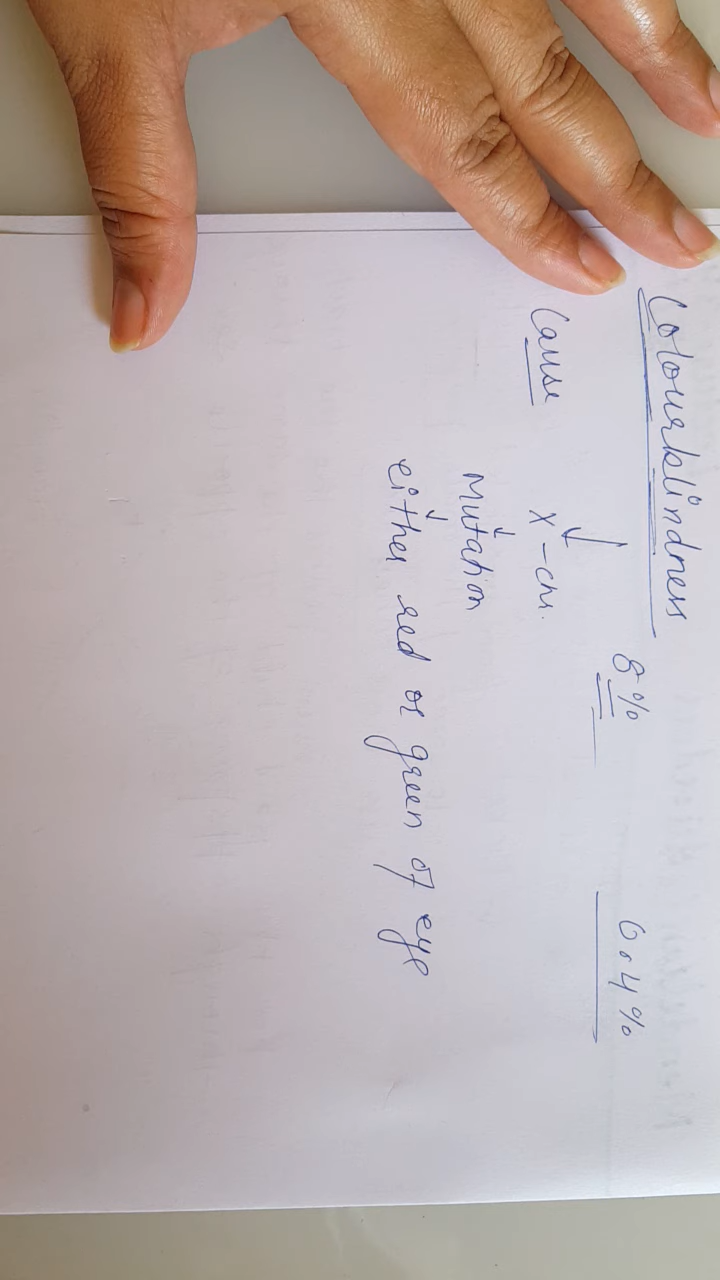 Colourblindness 8% 0.4%
↓
Cause X-chr.
↓
Mutation
↓
either red or green of eye